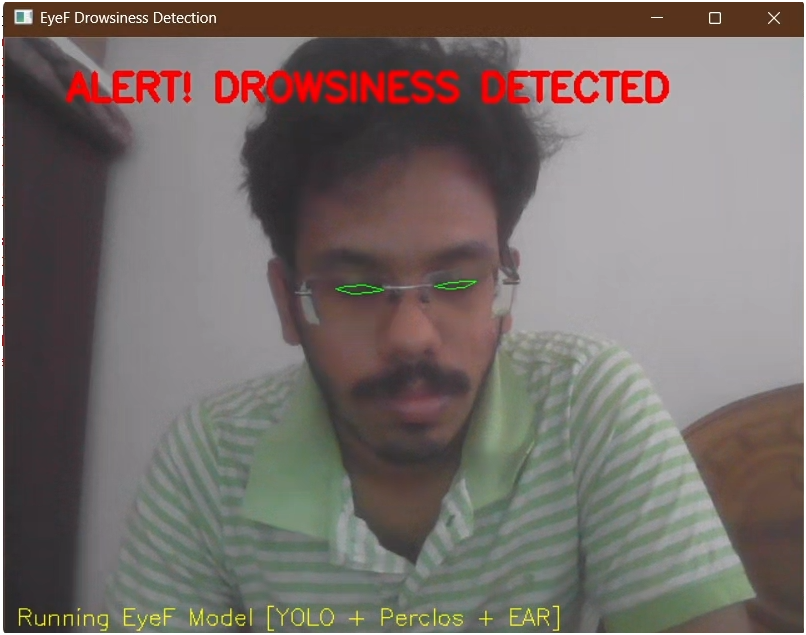 EyeF Drowsiness Detection
ALERT! DROWSINESS DETECTED
Running EyeF Model [YOLO + Perclos + EAR]